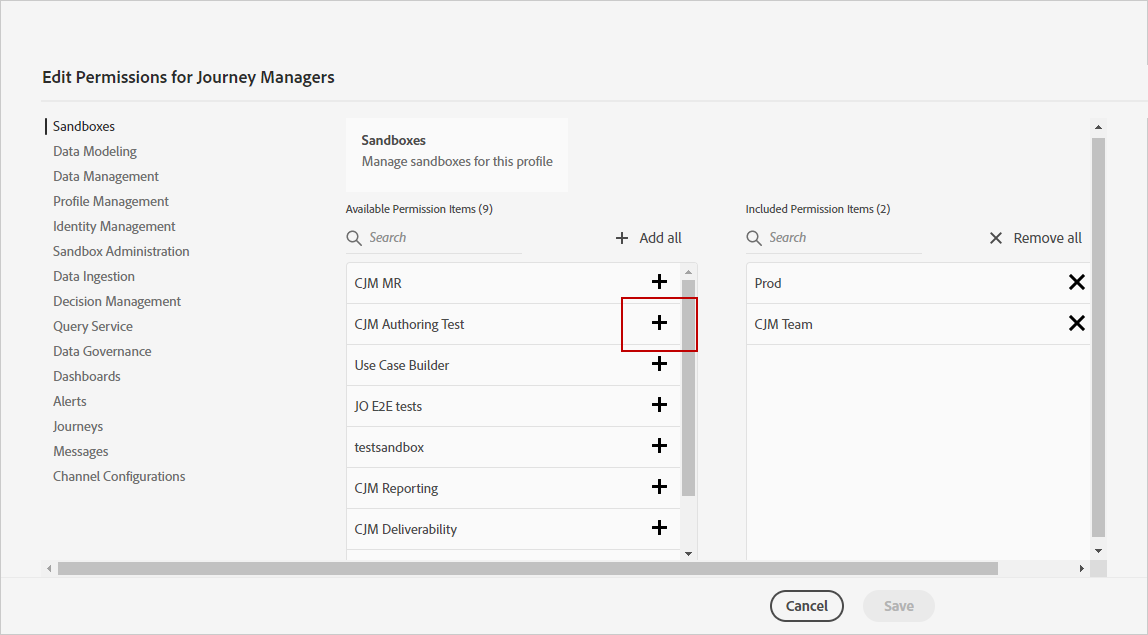 Edit Permissions for Journey Managers
Sandboxes
Data Modeling
Data Management
Profile Management
Identity Management
Sandbox Administration
Data Ingestion
Decision Management
Query Service
Data Governance
Dashboards
Alerts
Journeys
Messages
Channel Configurations
Sandboxes
Manage sandboxes for this profile
Available Permission Items (9)
Search
Add all
CJM MR
CJM Authoring Test
Use Case Builder
JO E2E tests
testsandbox
CJM Reporting
CJM Deliverability
Included Permission Items (2)
Search
Remove all
Prod
CJM Team
Cancel
Save